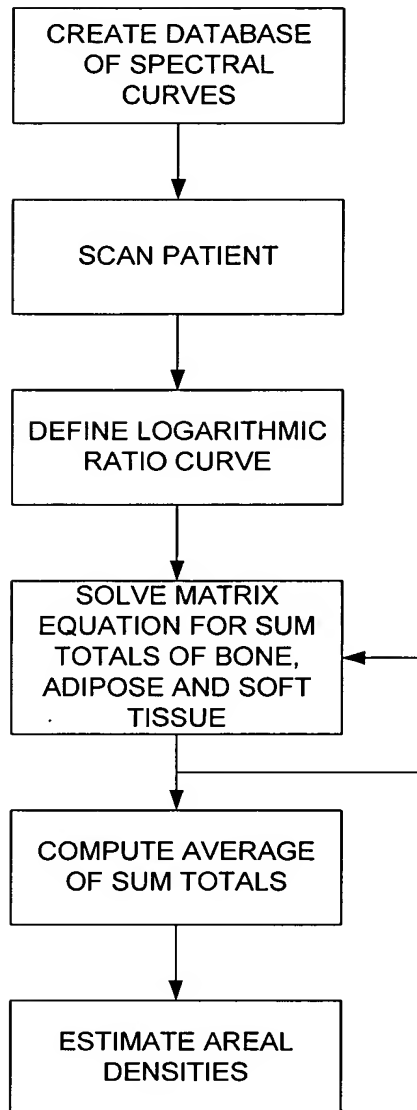 CREATE DATABASE
OF SPECTRAL
CURVES
SCAN PATIENT
DEFINE LOGARITHMIC
RATIO CURVE
SOLVE MATRIX
EQUATION FOR SUM
TOTALS OF BONE,
ADIPOSE AND SOFT
TISSUE
COMPUTE AVERAGE
OF SUM TOTALS
ESTIMATE AREAL
DENSITIES